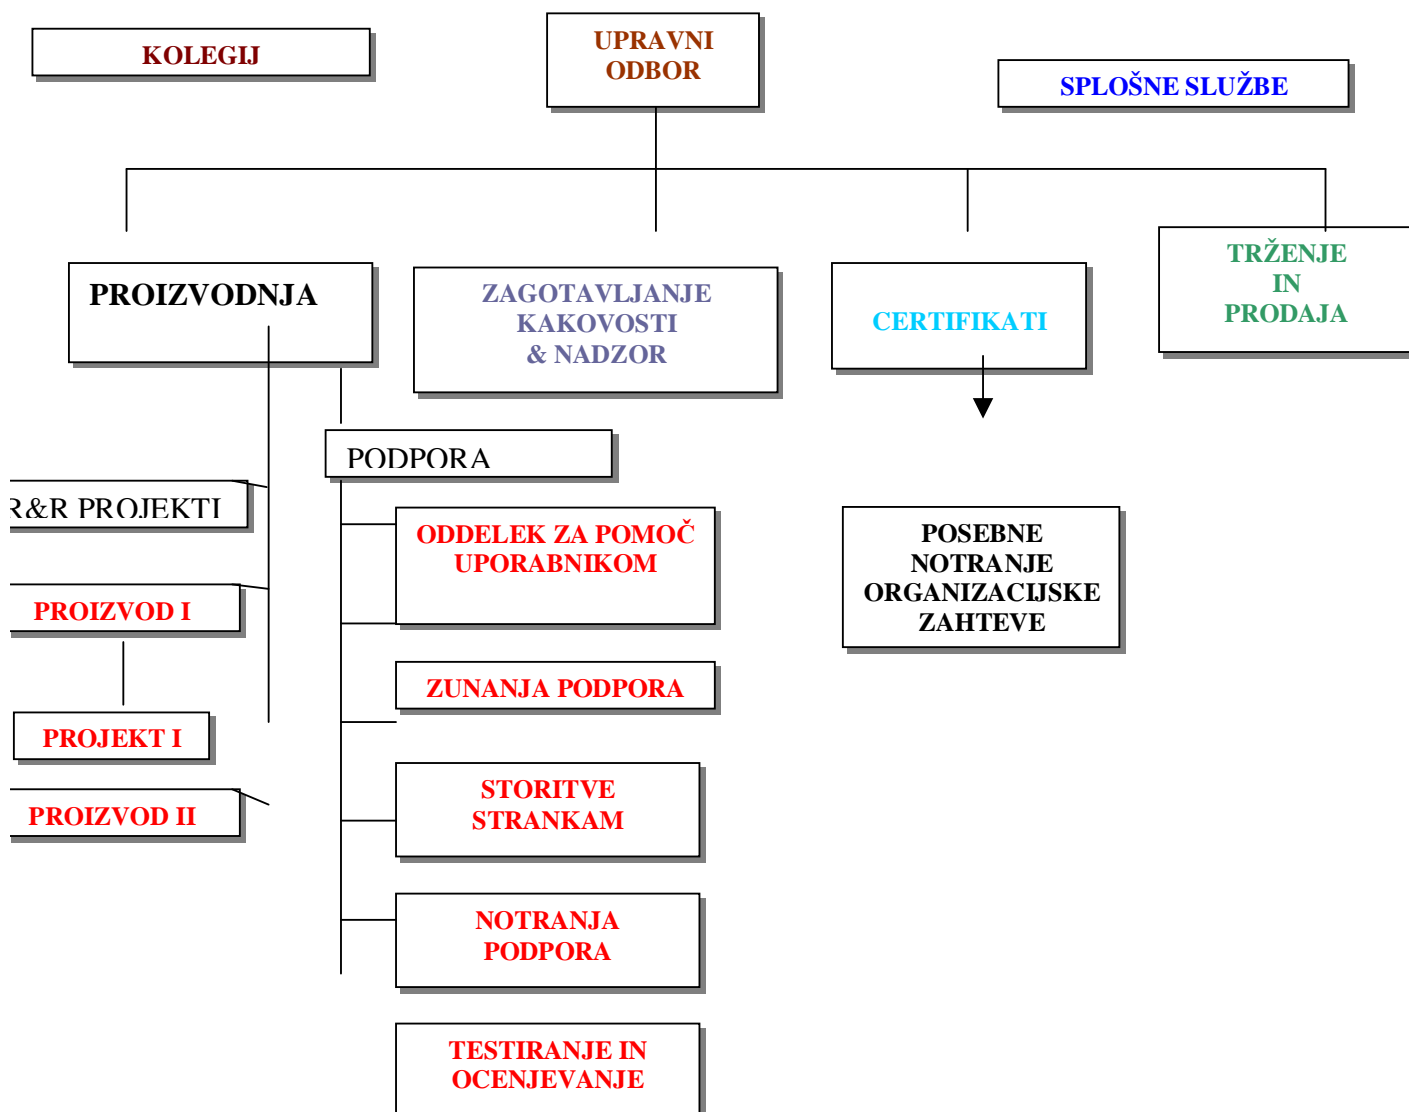 KOLEGIJ
UPRAVNI
ODBOR
SPLOŠNE SLUŽBE
PROIZVODNJA
ZAGOTAVLJANJE
KAKOVOSTI
& NADZOR
CERTIFIKATI
TRŽENJE
IN
PRODAJA
PODPORA
R&R PROJEKTI
PROIZVOD I
PROJEKT I
PROIZVOD II
ODDELEK ZA POMOČ
UPORABNIKOM
ZUNANJA PODPORA
STORITVE
STRANKAM
NOTRANJA
PODPORA
TESTIRANJE IN
OCENJEVANJE
POSEBNE
NOTRANJE
ORGANIZACIJSKE
ZAHTEVE